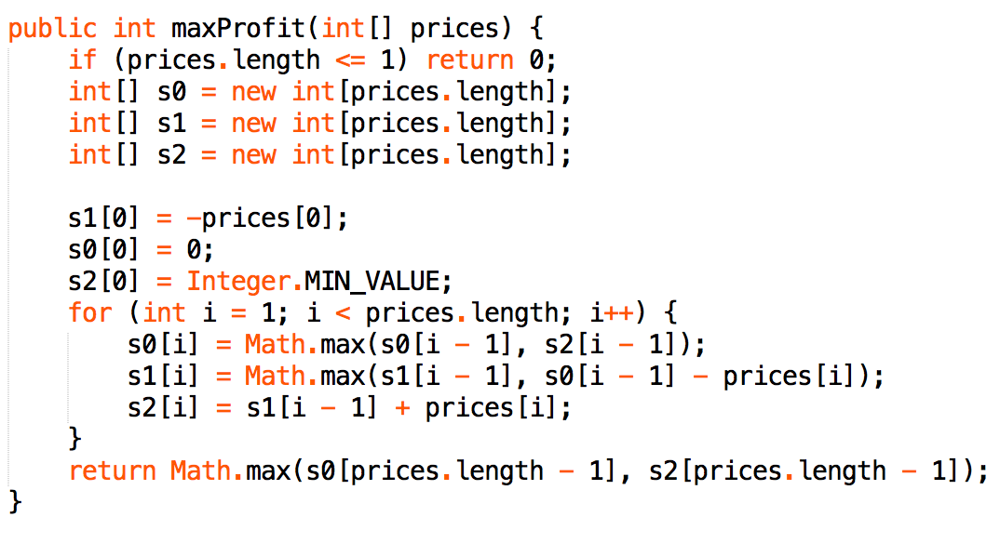 public int maxProfit(int[] prices) {
    if (prices.length <= 1) return 0;
    int[] s0 = new int[prices.length];
    int[] s1 = new int[prices.length];
    int[] s2 = new int[prices.length];

    s1[0] = -prices[0];
    s0[0] = 0;
    s2[0] = Integer.MIN_VALUE;
    for (int i = 1; i < prices.length; i++) {
        s0[i] = Math.max(s0[i - 1], s2[i - 1]);
        s1[i] = Math.max(s1[i - 1], s0[i - 1] - prices[i]);
        s2[i] = s1[i - 1] + prices[i];
    }
    return Math.max(s0[prices.length - 1], s2[prices.length - 1]);
}